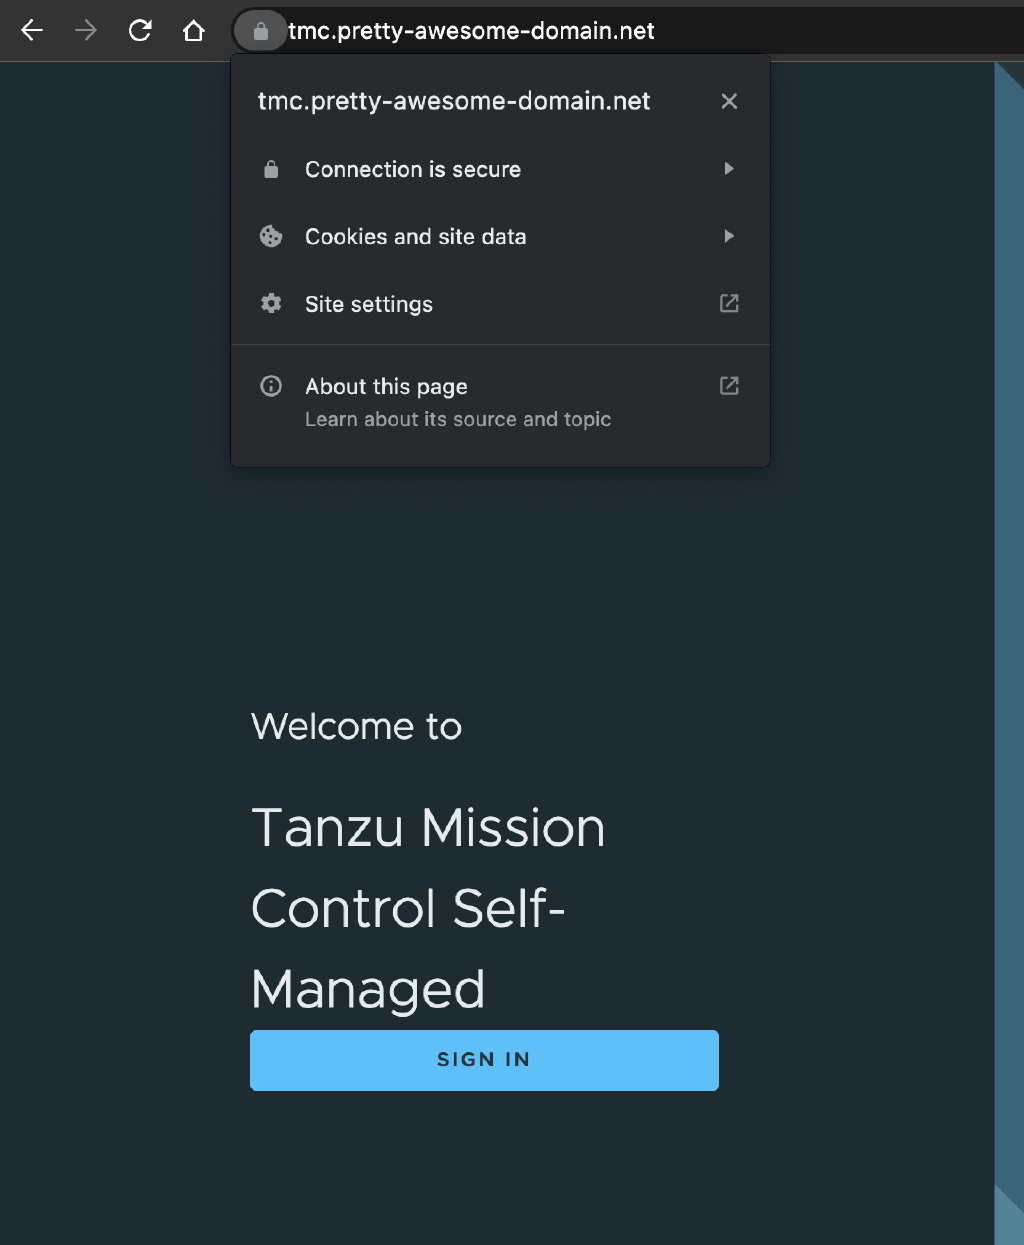 tmc.pretty-awesome-domain.net
tmc.pretty-awesome-domain.net
Connection is secure
Cookies and site data
Site settings
About this page
Learn about its source and topic
Welcome to
Tanzu Mission
Control Self-
Managed
SIGN IN